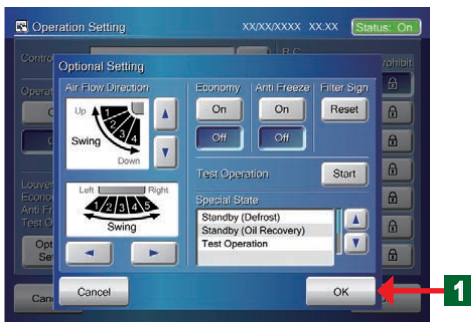 Operation Setting XX/XX/XXXX XX:XX Status: On
R.C.
Optional Setting
Air Flow Direction Economy Anti Freeze Filter Sign
Up 1 2 3 4 Swing Down
On On Reset
Off Off
Test Operation Start
Left Right
1/2/3/4/5
Swing
Special State
Standby (Defrost)
Standby (Oil Recovery)
Test Operation
Cancel OK
1